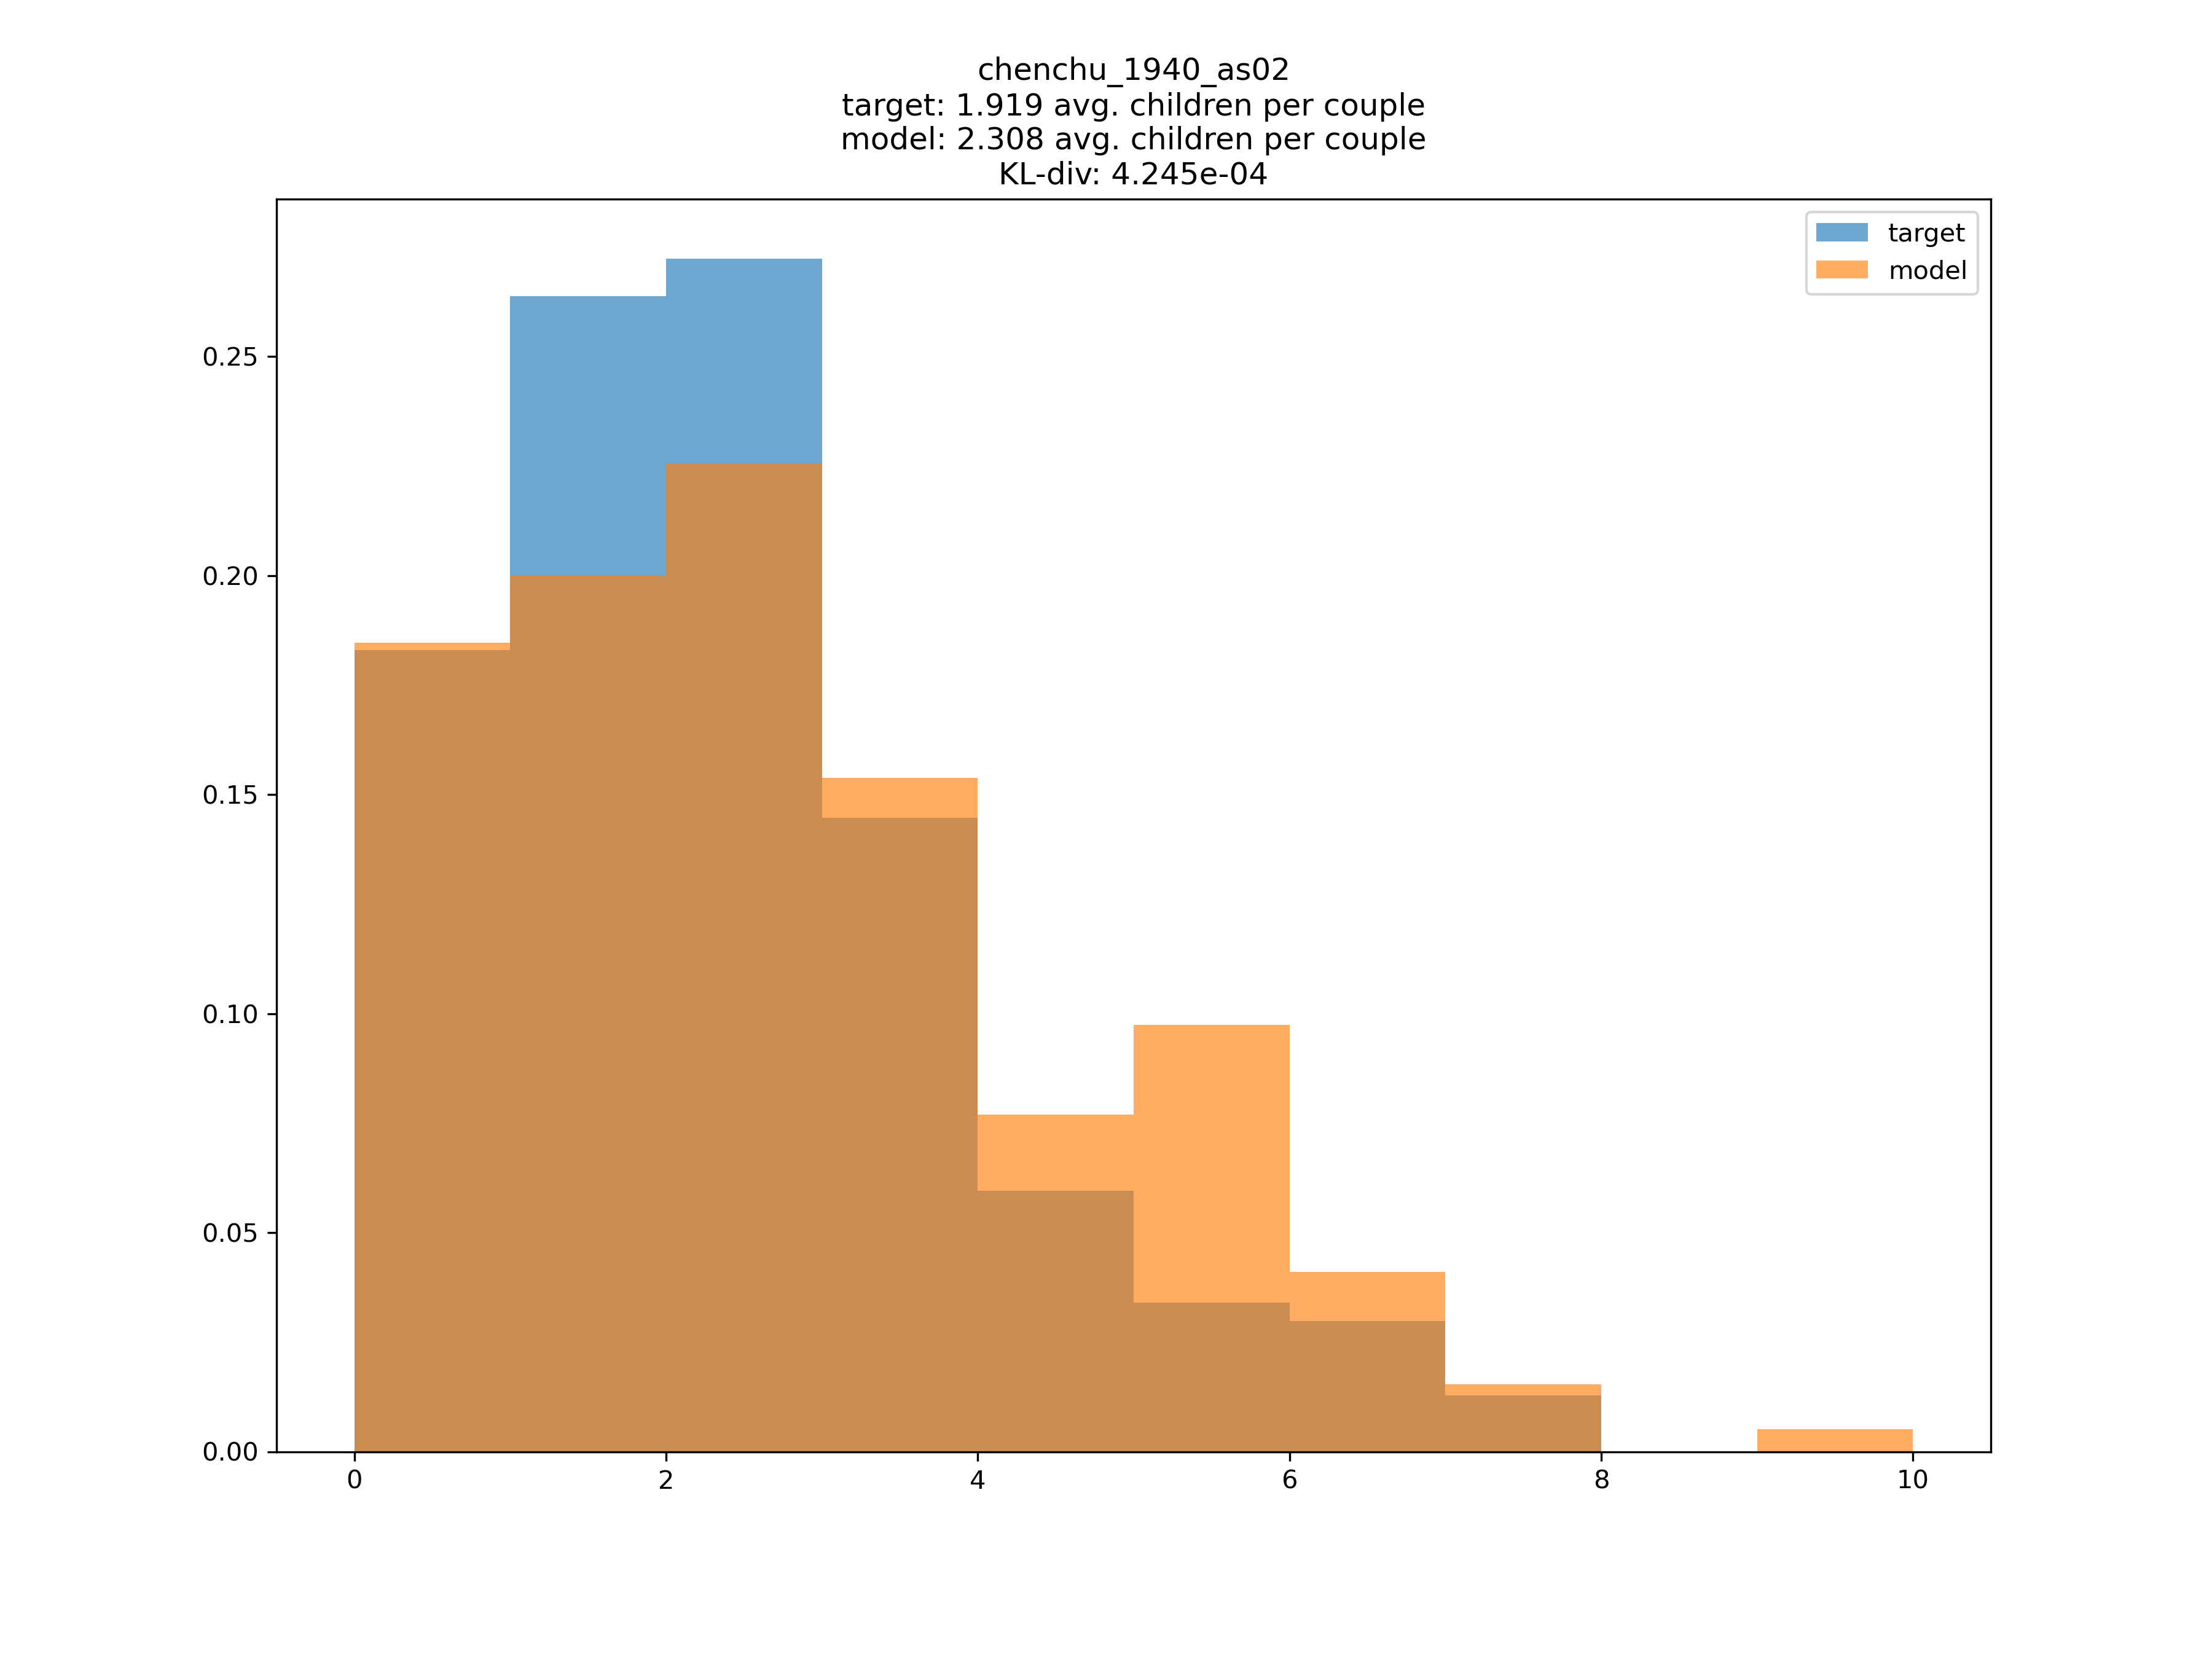 chenchu_1940_as02
target: 1.919 avg. children per couple
model: 2.308 avg. children per couple
KL-div: 4.245e-04
target
model
0.25
0.20
0.15
0.10
0.05
0.00
0 2 4 6 8 10